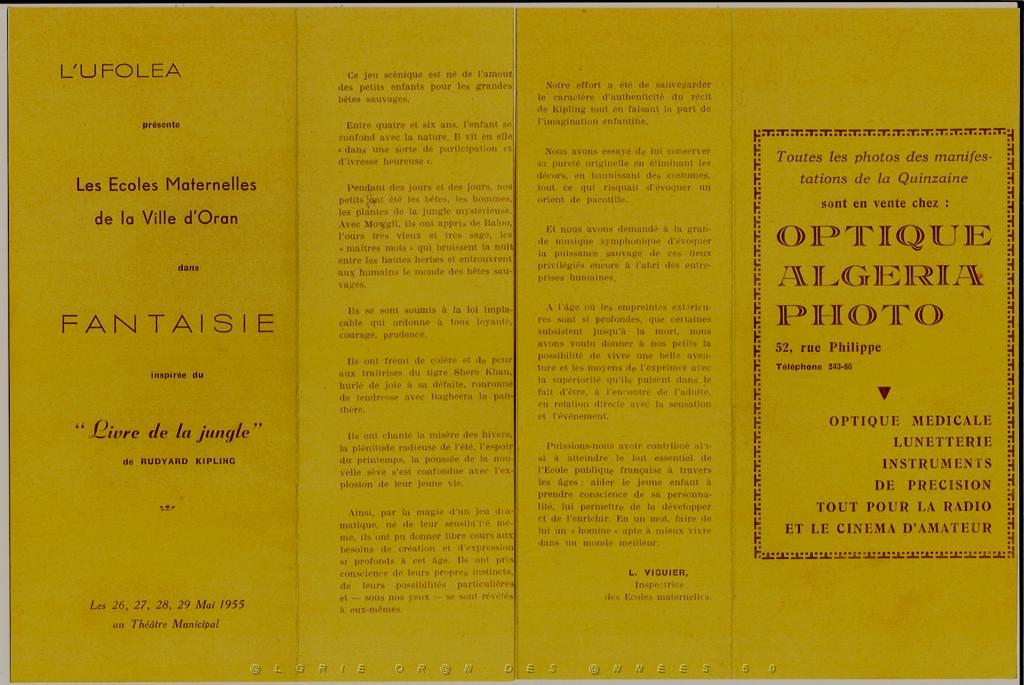 L'UFOLEA
présente
Les Ecoles Maternelles
de la Ville d'Oran
dans
FANTAISIE
inspirée du
“ Livre de la jungle ”
de RUDYARD KIPLING
Les 26, 27, 28, 29 Mai 1955
au Théâtre Municipal
Ce jeu scénique est né de l'amour
des petits enfants pour les grandes
bêtes sauvages.
Entre quatre et six ans, l'enfant se
confond avec la nature. Il vit en elle
« dans une sorte de participation et
d'ivresse heureuse ».
Pendant des jours et des jours, nos
petits ont été les bêtes, les hommes,
les plantes de la jungle mystérieuse.
Avec Mowgli, ils ont appris de Baloo,
l'ours très vieux et très sage, les
« maîtres mots » qui bruissent la nuit
entre les hautes herbes et entrouvrent
aux humains le monde des bêtes sau-
vages.
Ils se sont soumis à la loi impla-
cable qui ordonne à tous loyauté,
courage, prudence.
Ils ont frémi de colère et de peur
aux traîtrises du tigre Shere Khan,
hurlé de joie à sa défaite, ronronné
de tendresse avec Bagheera la pan-
thère.
Ils ont chanté la misère des hivers,
la plénitude radieuse de l'été, l'espoir
du printemps, la poussée de la nou-
velle sève s'est confondue avec l'ex-
plosion de leur jeune vie.
Ainsi, par la magie d'un jeu dra-
matique, né de leur sensibilité mê-
me, ils ont pu donner libre cours aux
besoins de création et d'expression
si profonds à cet âge. Ils ont pris
conscience de leurs propres instincts,
de leurs possibilités particulières
et — sous nos yeux — se sont révélés
à eux-mêmes.
Notre effort a été de sauvegarder
le caractère d'authenticité du récit
de Kipling tout en faisant la part de
l'imagination enfantine.
Nous avons essayé de lui conserver
sa pureté originelle en éliminant les
décors, en bannissant des costumes,
tout ce qui risquait d'évoquer un
orient de pacotille.
Et nous avons demandé à la gran-
de musique symphonique d'évoquer
la puissance sauvage de ces lieux
privilégiés encore à l'abri des entre-
prises humaines.
A l'âge où les empreintes extérieu-
res sont si profondes, que certaines
subsistent jusqu'à la mort, nous
avons voulu donner à nos petits la
possibilité de vivre une belle aven-
ture et les moyens de l'exprimer avec
la supériorité qu'ils puisent dans le
fait d'être, à l'encontre de l'adulte,
en relation directe avec la sensation
et l'événement.
Puissions-nous avoir contribué ain-
si à atteindre le but essentiel de
l'Ecole publique française à travers
les âges : aider le jeune enfant à
prendre conscience de sa personna-
lité, lui permettre de la développer
et de l'enrichir. En un mot, faire de
lui un « homme » apte à mieux vivre
dans un monde meilleur.
L. VIGUIER,
Inspectrice
des Ecoles maternelles.
Toutes les photos des manifes-
tations de la Quinzaine
sont en vente chez :
OPTIQUE
ALGERIA
PHOTO
52, rue Philippe
Téléphone 243-86
OPTIQUE MEDICALE
LUNETTERIE
INSTRUMENTS
DE PRECISION
TOUT POUR LA RADIO
ET LE CINEMA D'AMATEUR
@LGRIE OR@N DES @NNEES 50